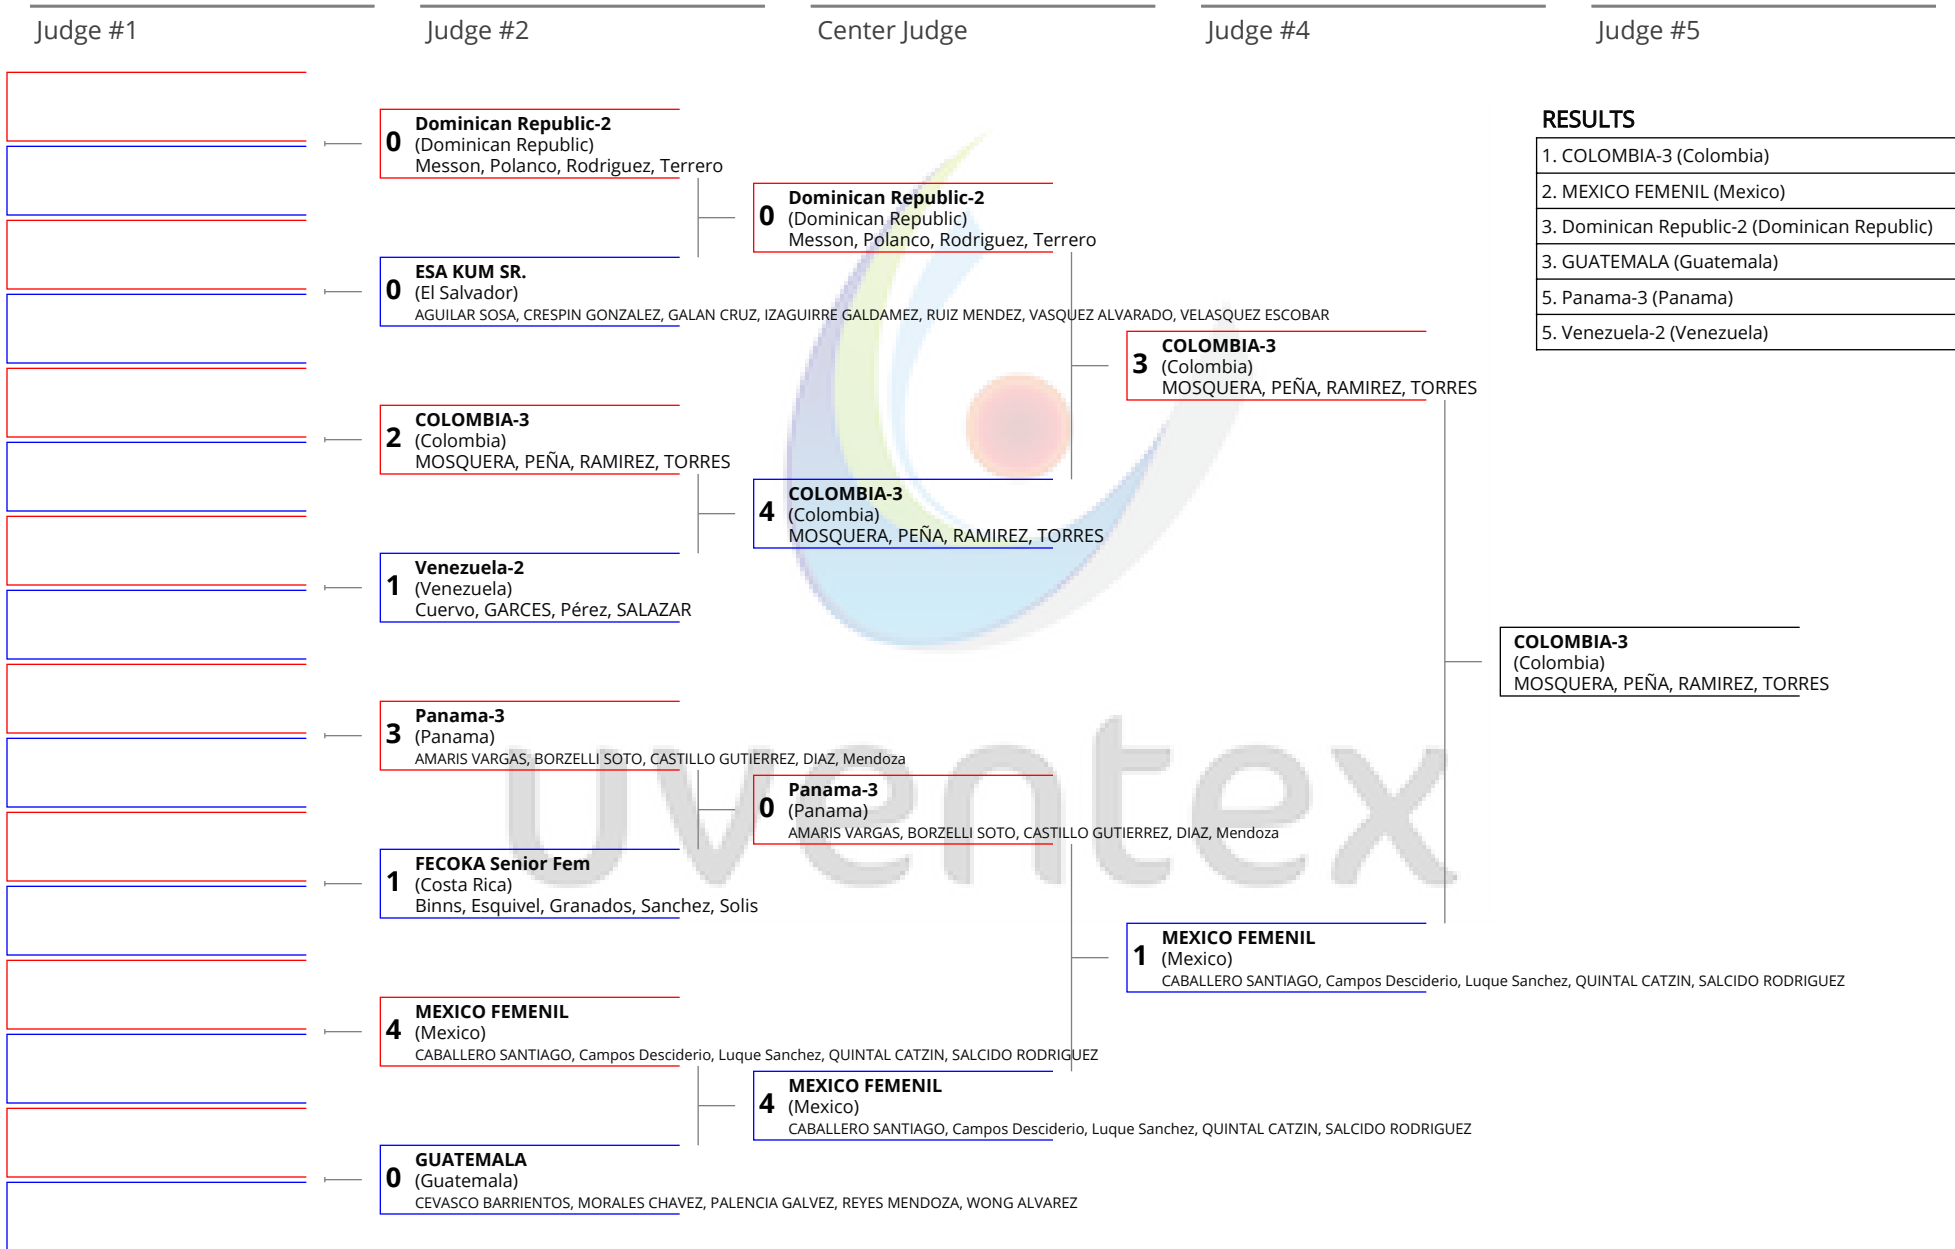 Judge #1
Judge #2
Center Judge
Judge #4
Judge #5
0
Dominican Republic-2
(Dominican Republic)
Messon, Polanco, Rodriguez, Terrero
0
ESA KUM SR.
(El Salvador)
AGUILAR SOSA, CRESPIN GONZALEZ, GALAN CRUZ, IZAGUIRRE GALDAMEZ, RUIZ MENDEZ, VASQUEZ ALVARADO, VELASQUEZ ESCOBAR
2
COLOMBIA-3
(Colombia)
MOSQUERA, PEÑA, RAMIREZ, TORRES
1
Venezuela-2
(Venezuela)
Cuervo, GARCES, Pérez, SALAZAR
3
Panama-3
(Panama)
AMARIS VARGAS, BORZELLI SOTO, CASTILLO GUTIERREZ, DIAZ, Mendoza
1
FECOKA Senior Fem
(Costa Rica)
Binns, Esquivel, Granados, Sanchez, Solis
4
MEXICO FEMENIL
(Mexico)
CABALLERO SANTIAGO, Campos Desciderio, Luque Sanchez, QUINTAL CATZIN, SALCIDO RODRIGUEZ
0
GUATEMALA
(Guatemala)
CEVASCO BARRIENTOS, MORALES CHAVEZ, PALENCIA GALVEZ, REYES MENDOZA, WONG ALVAREZ
0
Dominican Republic-2
(Dominican Republic)
Messon, Polanco, Rodriguez, Terrero
4
COLOMBIA-3
(Colombia)
MOSQUERA, PEÑA, RAMIREZ, TORRES
0
Panama-3
(Panama)
AMARIS VARGAS, BORZELLI SOTO, CASTILLO GUTIERREZ, DIAZ, Mendoza
4
MEXICO FEMENIL
(Mexico)
CABALLERO SANTIAGO, Campos Desciderio, Luque Sanchez, QUINTAL CATZIN, SALCIDO RODRIGUEZ
3
COLOMBIA-3
(Colombia)
MOSQUERA, PEÑA, RAMIREZ, TORRES
1
MEXICO FEMENIL
(Mexico)
CABALLERO SANTIAGO, Campos Desciderio, Luque Sanchez, QUINTAL CATZIN, SALCIDO RODRIGUEZ
COLOMBIA-3
(Colombia)
MOSQUERA, PEÑA, RAMIREZ, TORRES
RESULTS
1. COLOMBIA-3 (Colombia)
2. MEXICO FEMENIL (Mexico)
3. Dominican Republic-2 (Dominican Republic)
3. GUATEMALA (Guatemala)
5. Panama-3 (Panama)
5. Venezuela-2 (Venezuela)
uventex